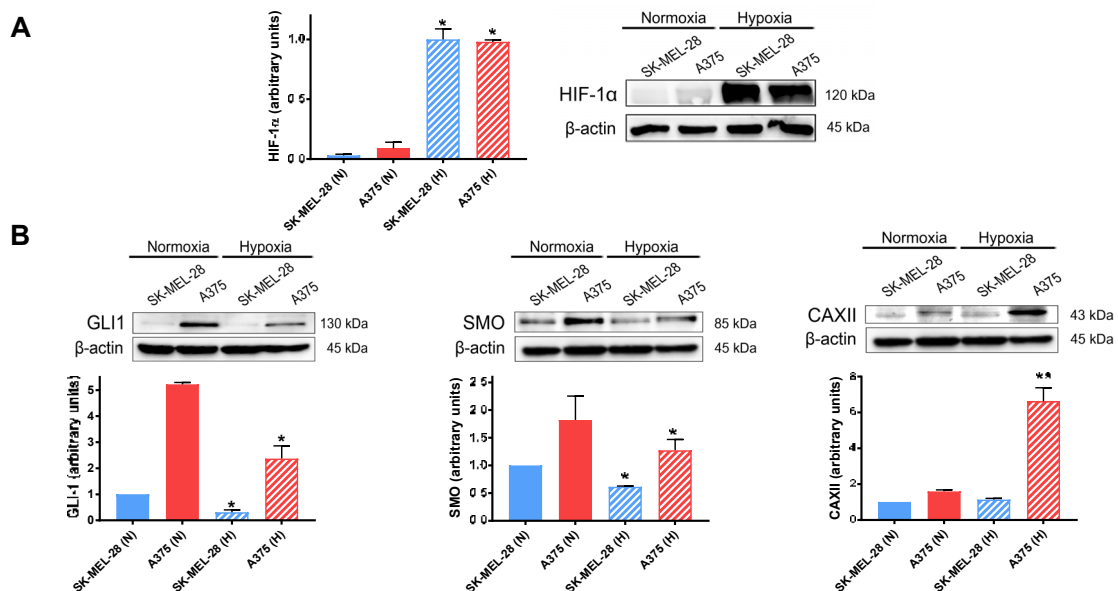 A
HIF-1α (arbitrary units)
1.0
0.5
0.0
*
*
SK-MEL-28 (N)
A375 (N)
SK-MEL-28 (H)
A375 (H)
Normoxia Hypoxia
SK-MEL-28 A375 SK-MEL-28 A375
HIF-1α 120 kDa
β-actin 45 kDa
B
Normoxia Hypoxia
SK-MEL-28 A375 SK-MEL-28 A375
GLI1 130 kDa
β-actin 45 kDa
GLI-1 (arbitrary units)
5
4
3
2
1
0
*
*
SK-MEL-28 (N)
A375 (N)
SK-MEL-28 (H)
A375 (H)
Normoxia Hypoxia
SK-MEL-28 A375 SK-MEL-28 A375
SMO 85 kDa
β-actin 45 kDa
SMO (arbitrary units)
2.5
2.0
1.5
1.0
0.5
0.0
*
*
SK-MEL-28 (N)
A375 (N)
SK-MEL-28 (H)
A375 (H)
Normoxia Hypoxia
SK-MEL-28 A375 SK-MEL-28 A375
CAXII 43 kDa
β-actin 45 kDa
CAXII (arbitrary units)
8
6
4
2
0
**
SK-MEL-28 (N)
A375 (N)
SK-MEL-28 (H)
A375 (H)